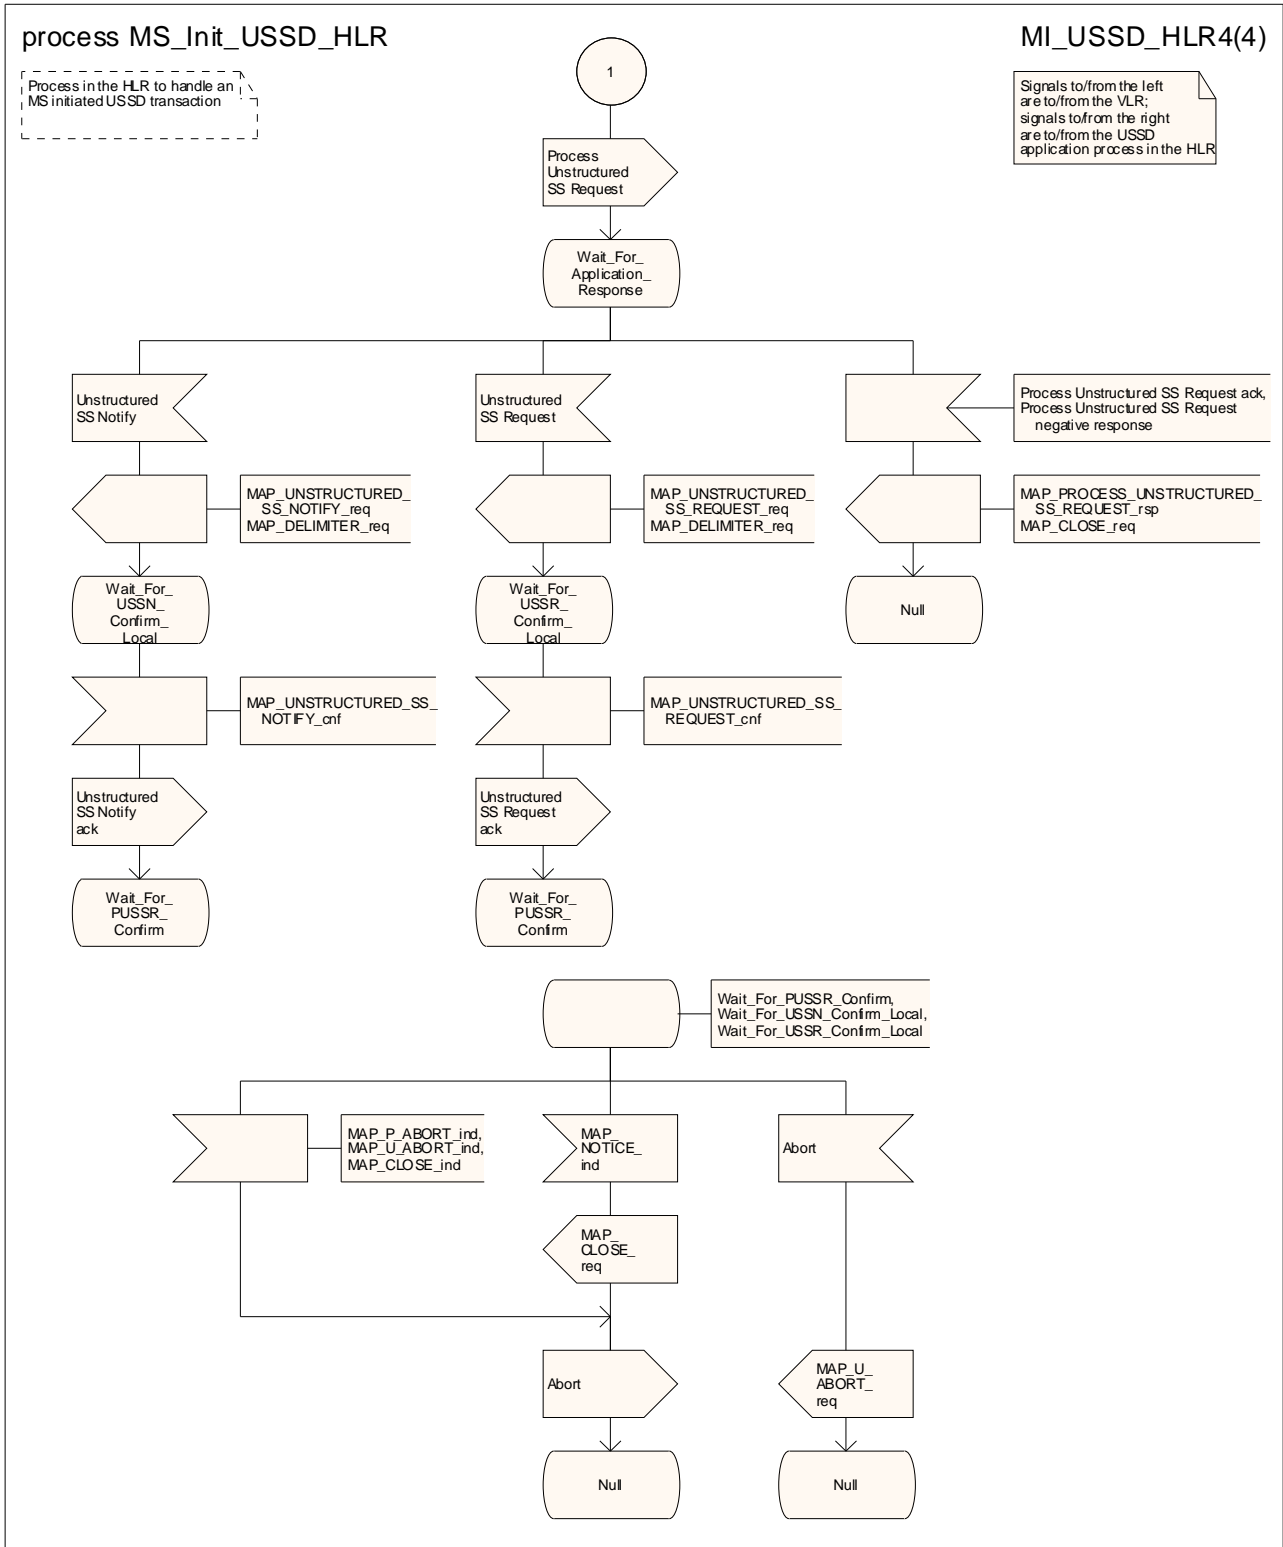 process MS_Init_USSD_HLR
MI_USSD_HLR4(4)
Process in the HLR to handle an
MS initiated USSD transaction
1
Signals to/from the left
are to/from the VLR;
signals to/from the right
are to/from the USSD
application process in the HLR
Process
Unstructured
SS Request
Wait_For_
Application_
Response
Unstructured
SS Notify
Unstructured
SS Request
Process Unstructured SS Request ack,
Process Unstructured SS Request
negative response
MAP_UNSTRUCTURED_
SS_NOTIFY_req
MAP_DELIMITER_req
MAP_UNSTRUCTURED_
SS_REQUEST_req
MAP_DELIMITER_req
MAP_PROCESS_UNSTRUCTURED_
SS_REQUEST_rsp
MAP_CLOSE_req
Wait_For_
USSN_
Confirm_
Local
Wait_For_
USSR_
Confirm_
Local
Null
MAP_UNSTRUCTURED_SS_
NOTIFY_cnf
MAP_UNSTRUCTURED_SS_
REQUEST_cnf
Unstructured
SS Notify
ack
Unstructured
SS Request
ack
Wait_For_
PUSSR_
Confirm
Wait_For_
PUSSR_
Confirm
Wait_For_PUSSR_Confirm,
Wait_For_USSN_Confirm_Local,
Wait_For_USSR_Confirm_Local
MAP_P_ABORT_ind,
MAP_U_ABORT_ind,
MAP_CLOSE_ind
MAP_
NOTICE_
ind
Abort
MAP_
CLOSE_
req
Abort
MAP_U_
ABORT_
req
Null
Null